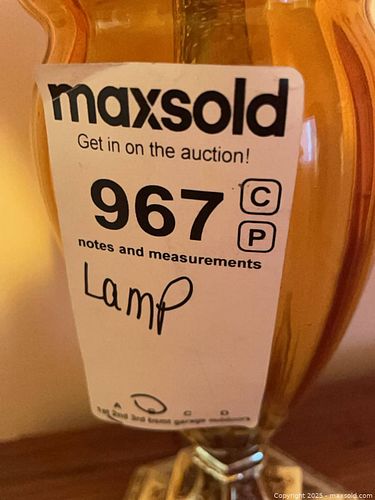 maxsold
Get in on the auction!
967 C
P
notes and measurements
Lamp
A C D
1st 2nd 3rd bsmt garage outdoors
Copyright 2025 - maxsold.com